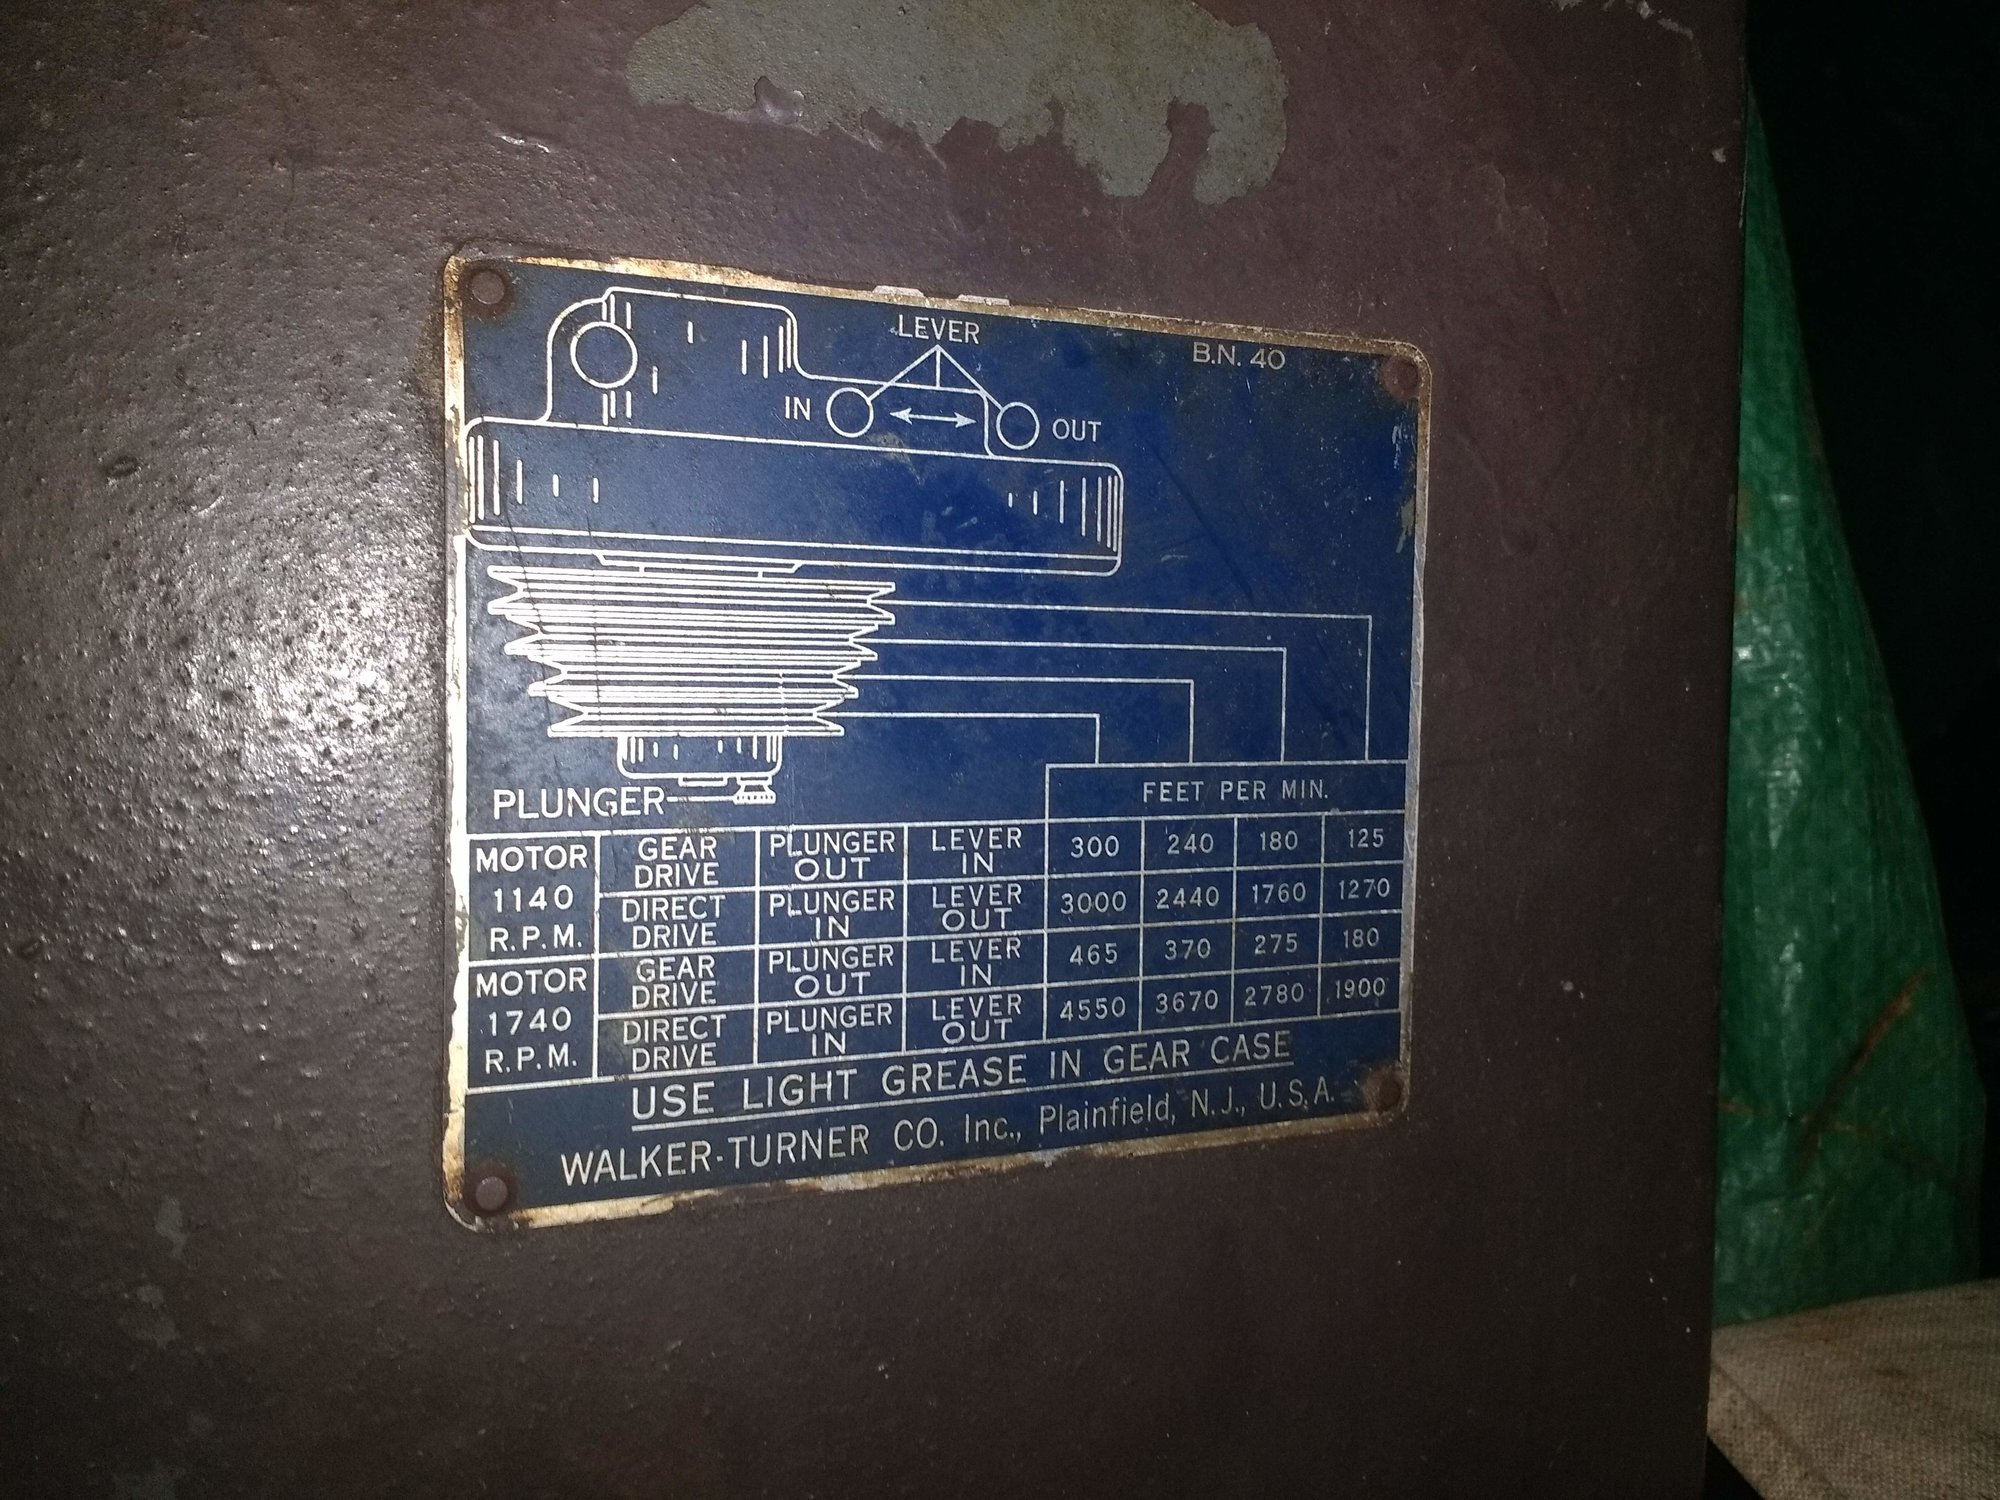 LEVER
B.N. 40
IN
OUT
PLUNGER
FEET PER MIN.
MOTOR 1140 R.P.M.
GEAR DRIVE PLUNGER OUT LEVER IN 300 240 180 125
DIRECT DRIVE PLUNGER IN LEVER OUT 3000 2440 1760 1270
MOTOR 1740 R.P.M.
GEAR DRIVE PLUNGER OUT LEVER IN 465 370 275 180
DIRECT DRIVE PLUNGER IN LEVER OUT 4550 3670 2780 1900
USE LIGHT GREASE IN GEAR CASE
WALKER-TURNER CO. Inc., Plainfield, N.J., U.S.A.